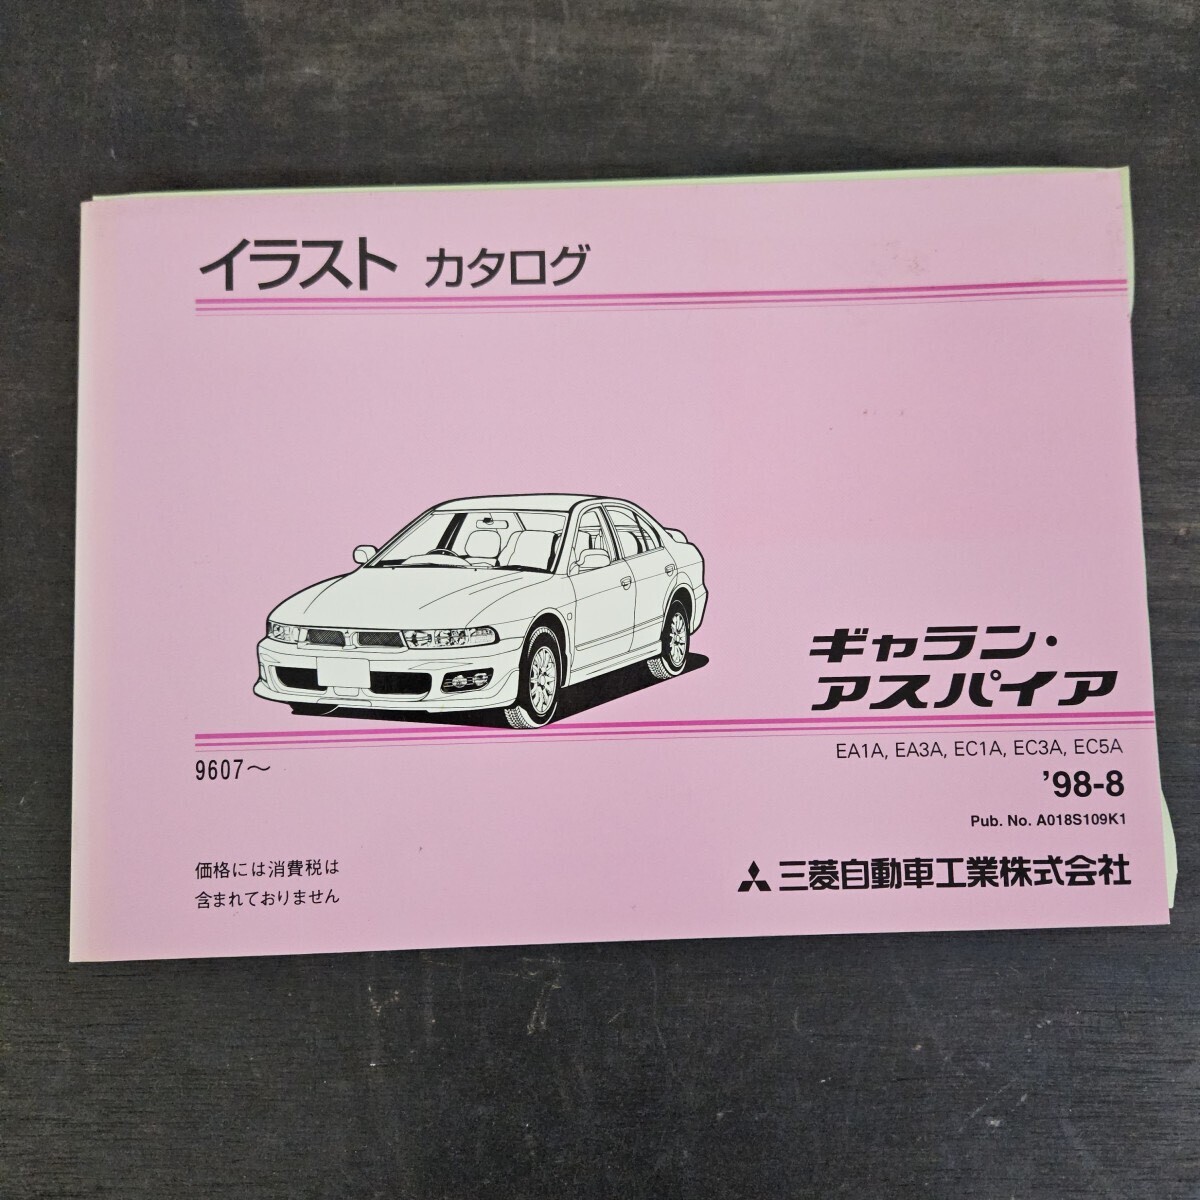 イラスト カタログ
ギャラン・
アスパイア
EA1A, EA3A, EC1A, EC3A, EC5A
9607～
'98-8
Pub. No. A018S109K1
価格には消費税は
含まれておりません
三菱自動車工業株式会社